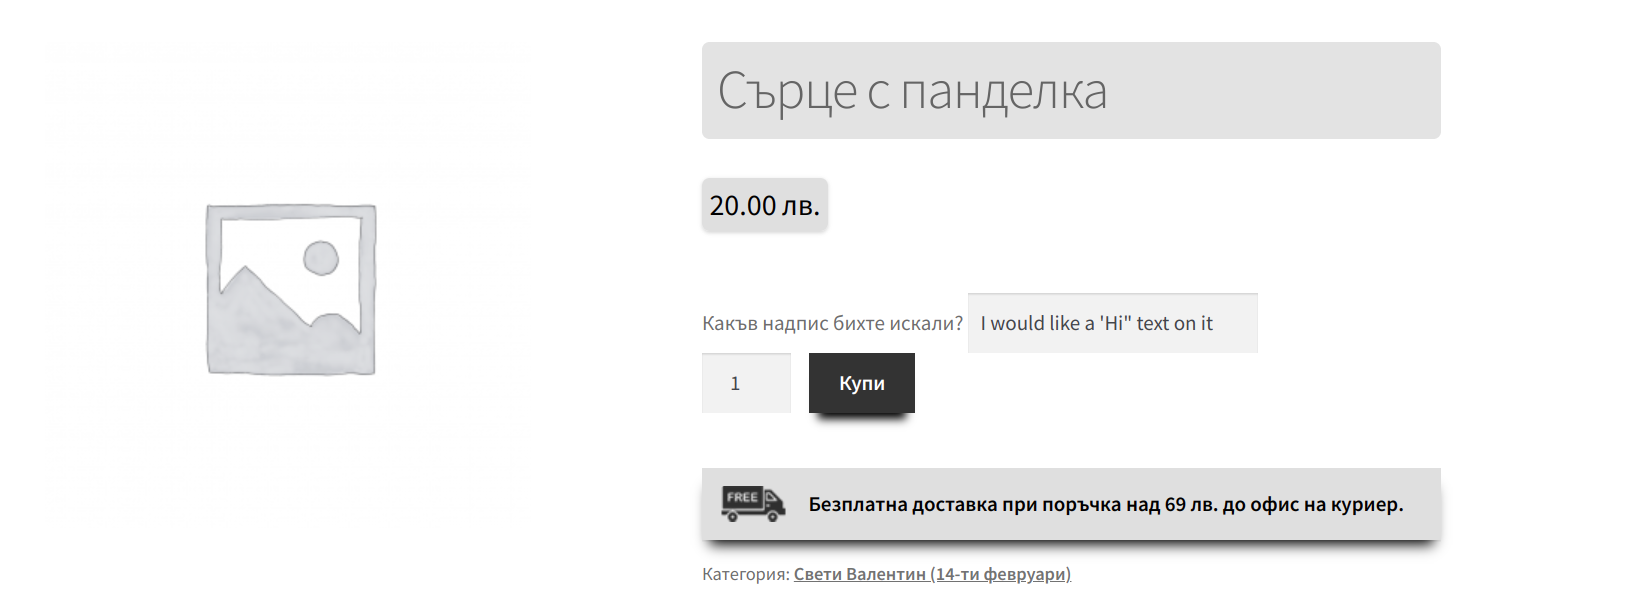 Сърце с панделка
20.00 лв.
Какъв надпис бихте искали? I would like a 'Hi" text on it
1 Купи
FREE Безплатна доставка при поръчка над 69 лв. до офис на куриер.
Категория: Свети Валентин (14-ти февруари)